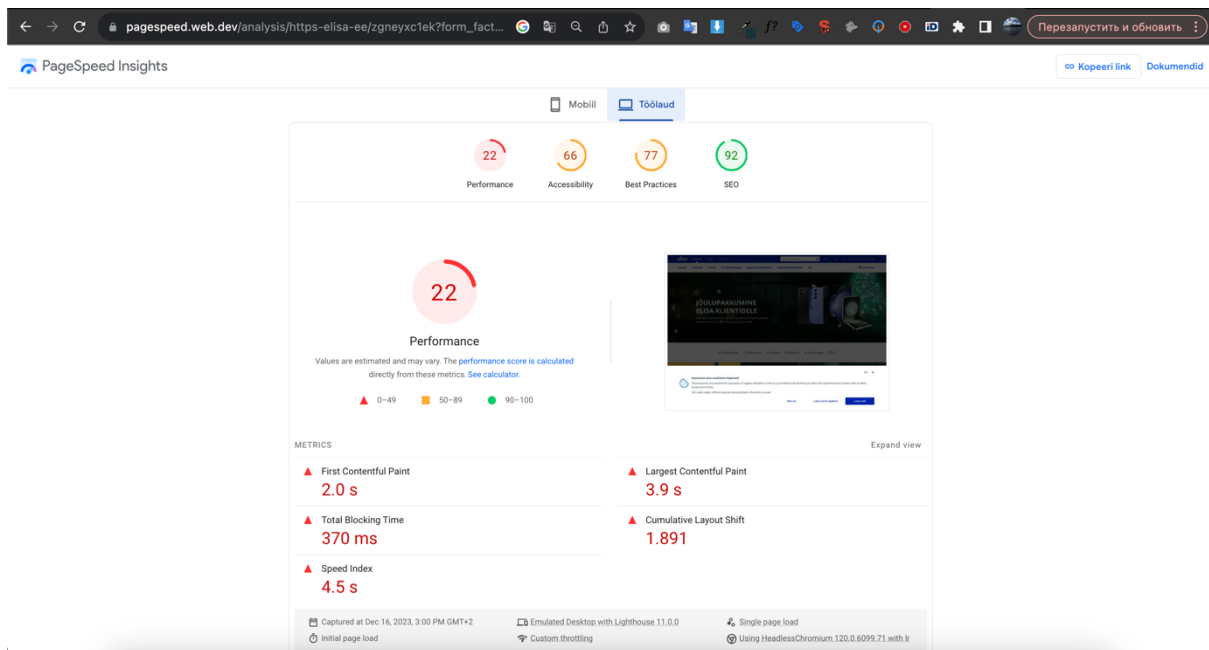 pagespeed.web.dev/analysis/https-elisa-ee/zgneyxc1ek?form_fact...
Перезапустить и обновить
PageSpeed Insights
Kopeeri link
Dokumendid
Mobiil
Töölaud
22
66
77
92
Performance
Accessibility
Best Practices
SEO
22
Performance
Values are estimated and may vary. The performance score is calculated
directly from these metrics. See calculator.
0–49
50–89
90–100
JÕULUPAKKUMINE
ELISA KLIENTIDELE
METRICS
Expand view
First Contentful Paint
2.0 s
Largest Contentful Paint
3.9 s
Total Blocking Time
370 ms
Cumulative Layout Shift
1.891
Speed Index
4.5 s
Captured at Dec 16, 2023, 3:00 PM GMT+2
Emulated Desktop with Lighthouse 11.0.0
Single page load
Initial page load
Custom throttling
Using HeadlessChromium 120.0.6099.71 with lr